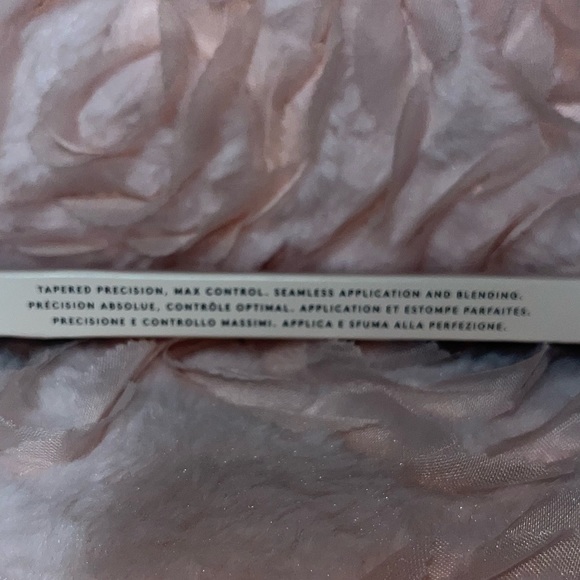 TAPERED PRECISION, MAX CONTROL. SEAMLESS APPLICATION AND BLENDING.
PRÉCISION ABSOLUE, CONTRÔLE OPTIMAL. APPLICATION ET ESTOMPE PARFAITES.
PRECISIONE E CONTROLLO MASSIMI. APPLICA E SFUMA ALLA PERFEZIONE.